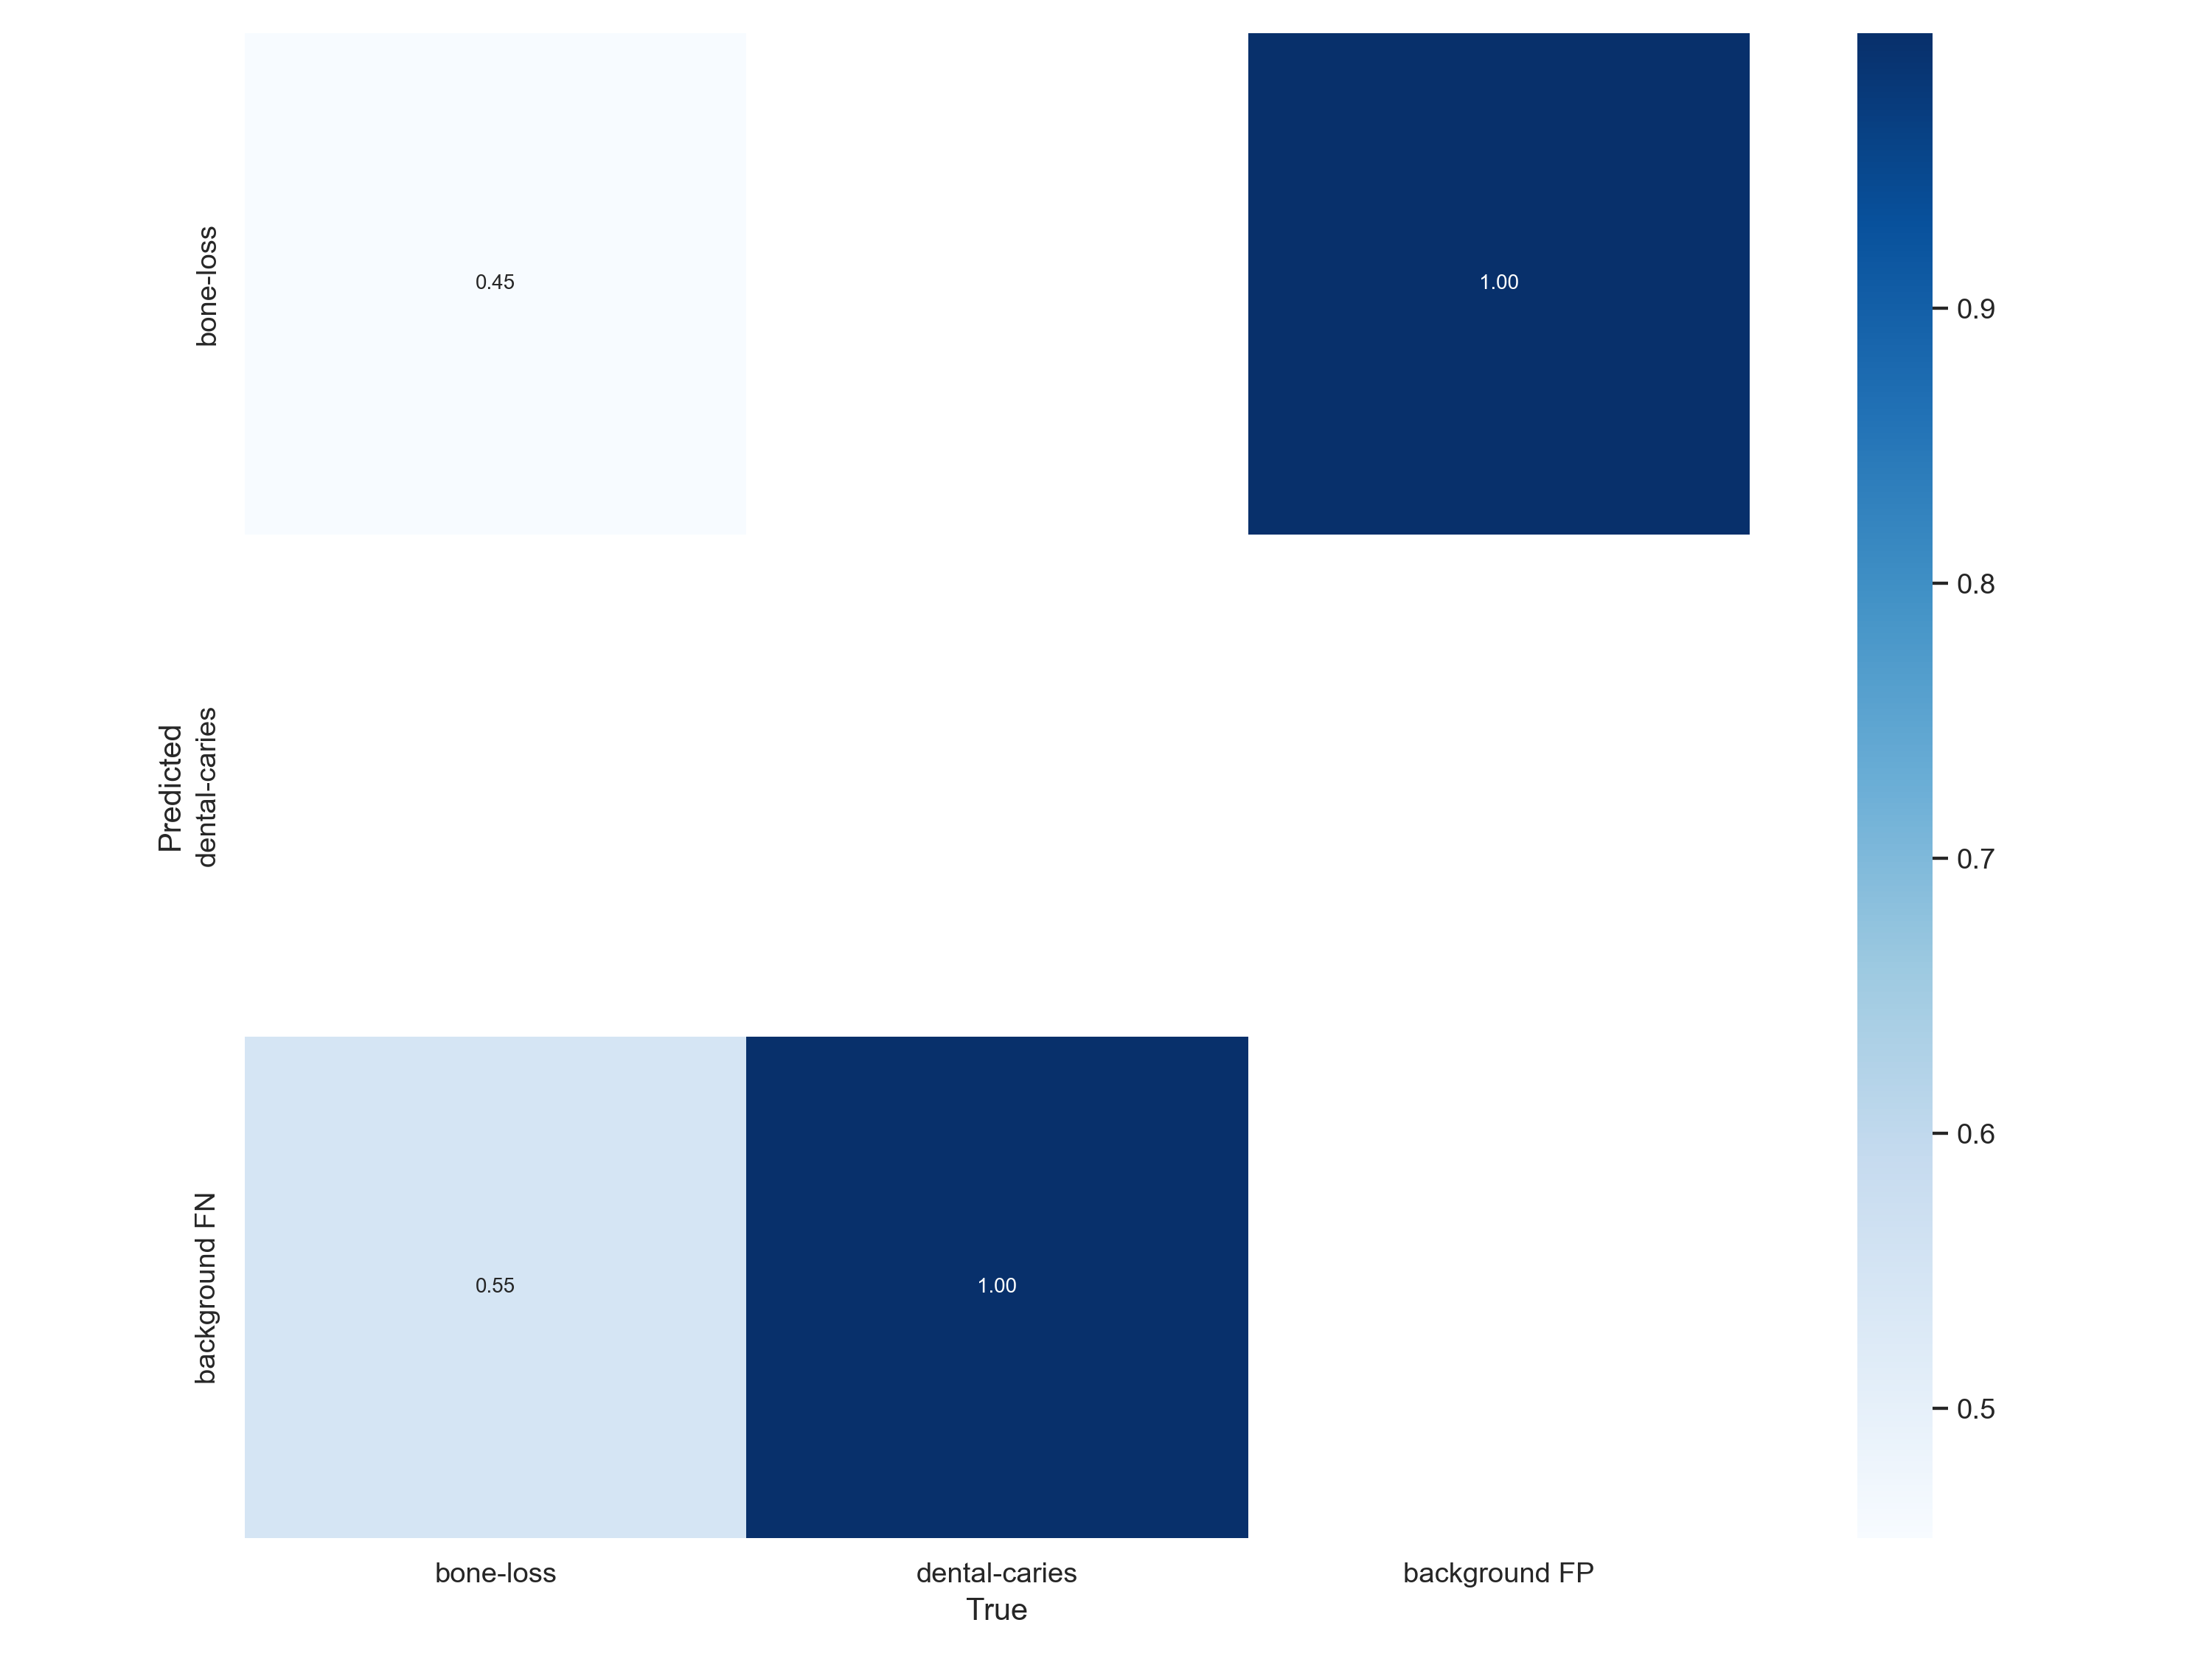 bone-loss
0.45
1.00
Predicted
dental-caries
background FN
0.55
1.00
bone-loss
dental-caries
background FP
True
0.9
0.8
0.7
0.6
0.5